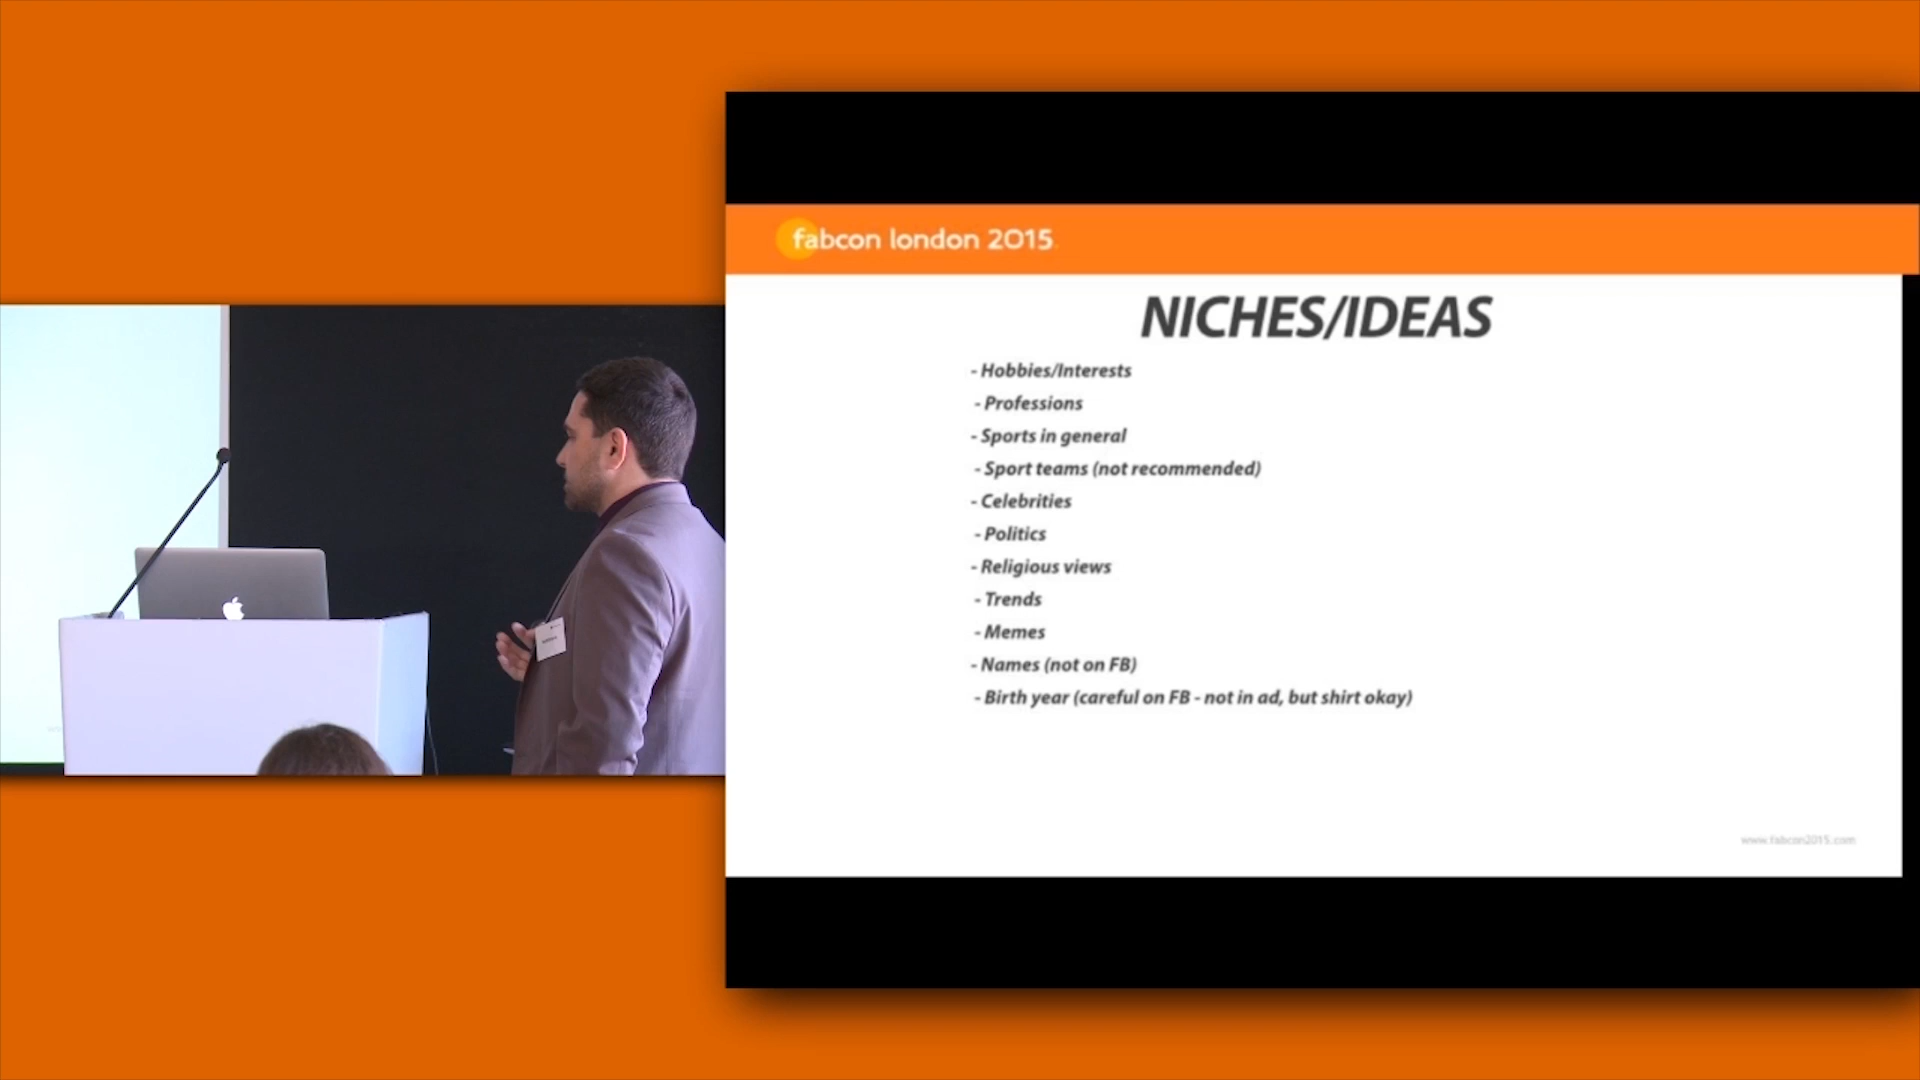 fabcon london 2015
NICHES/IDEAS
- Hobbies/Interests
- Professions
- Sports in general
- Sport teams (not recommended)
- Celebrities
- Politics
- Religious views
- Trends
- Memes
- Names (not on FB)
- Birth year (careful on FB - not in ad, but shirt okay)
www.fabcon2015.com